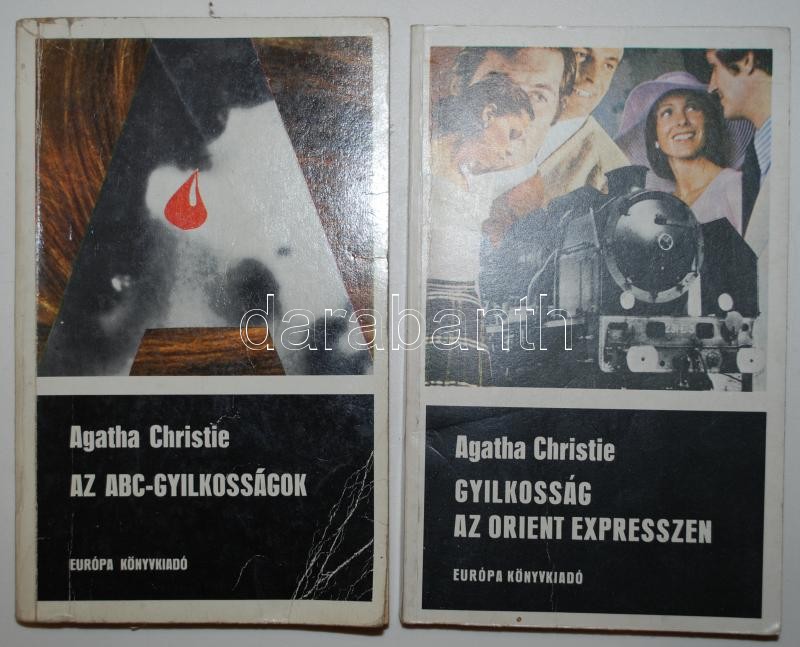 Agatha Christie
AZ ABC-GYILKOSSÁGOK
EURÓPA KÖNYVKIADÓ
Agatha Christie
GYILKOSSÁG
AZ ORIENT EXPRESSZEN
EURÓPA KÖNYVKIADÓ
darabanth